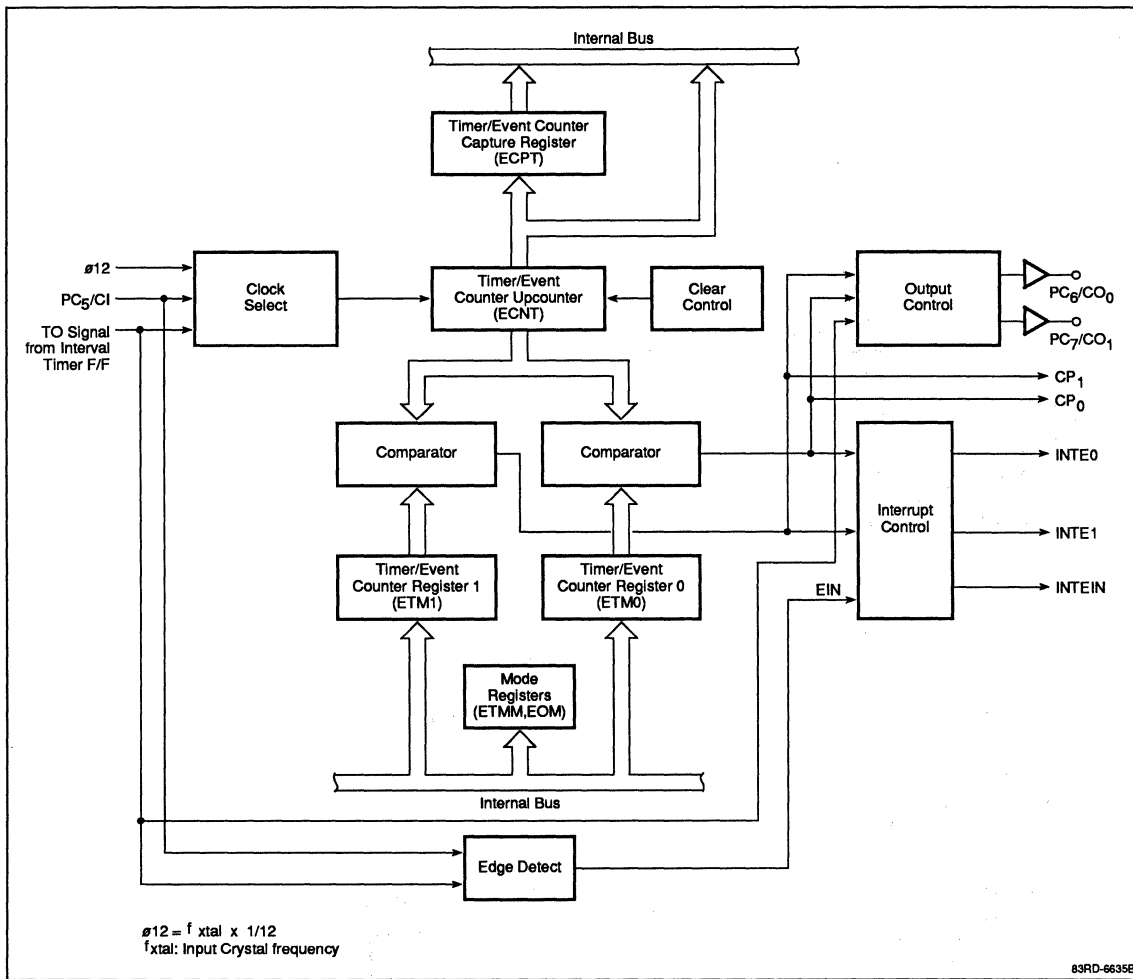 Internal Bus
Timer/Event Counter
Capture Register
(ECPT)
ø12
PC5/CI
TO Signal
from Interval
Timer F/F
Clock
Select
Timer/Event
Counter Upcounter
(ECNT)
Clear
Control
Output
Control
PC6/CO0
PC7/CO1
CP1
CP0
Comparator
Comparator
Interrupt
Control
INTE0
INTE1
INTEIN
EIN
Timer/Event
Counter Register 1
(ETM1)
Timer/Event
Counter Register 0
(ETM0)
Mode
Registers
(ETMM,EOM)
Internal Bus
Edge Detect
ø12 = f xtal x 1/12
fxtal: Input Crystal frequency
83RD-6635B